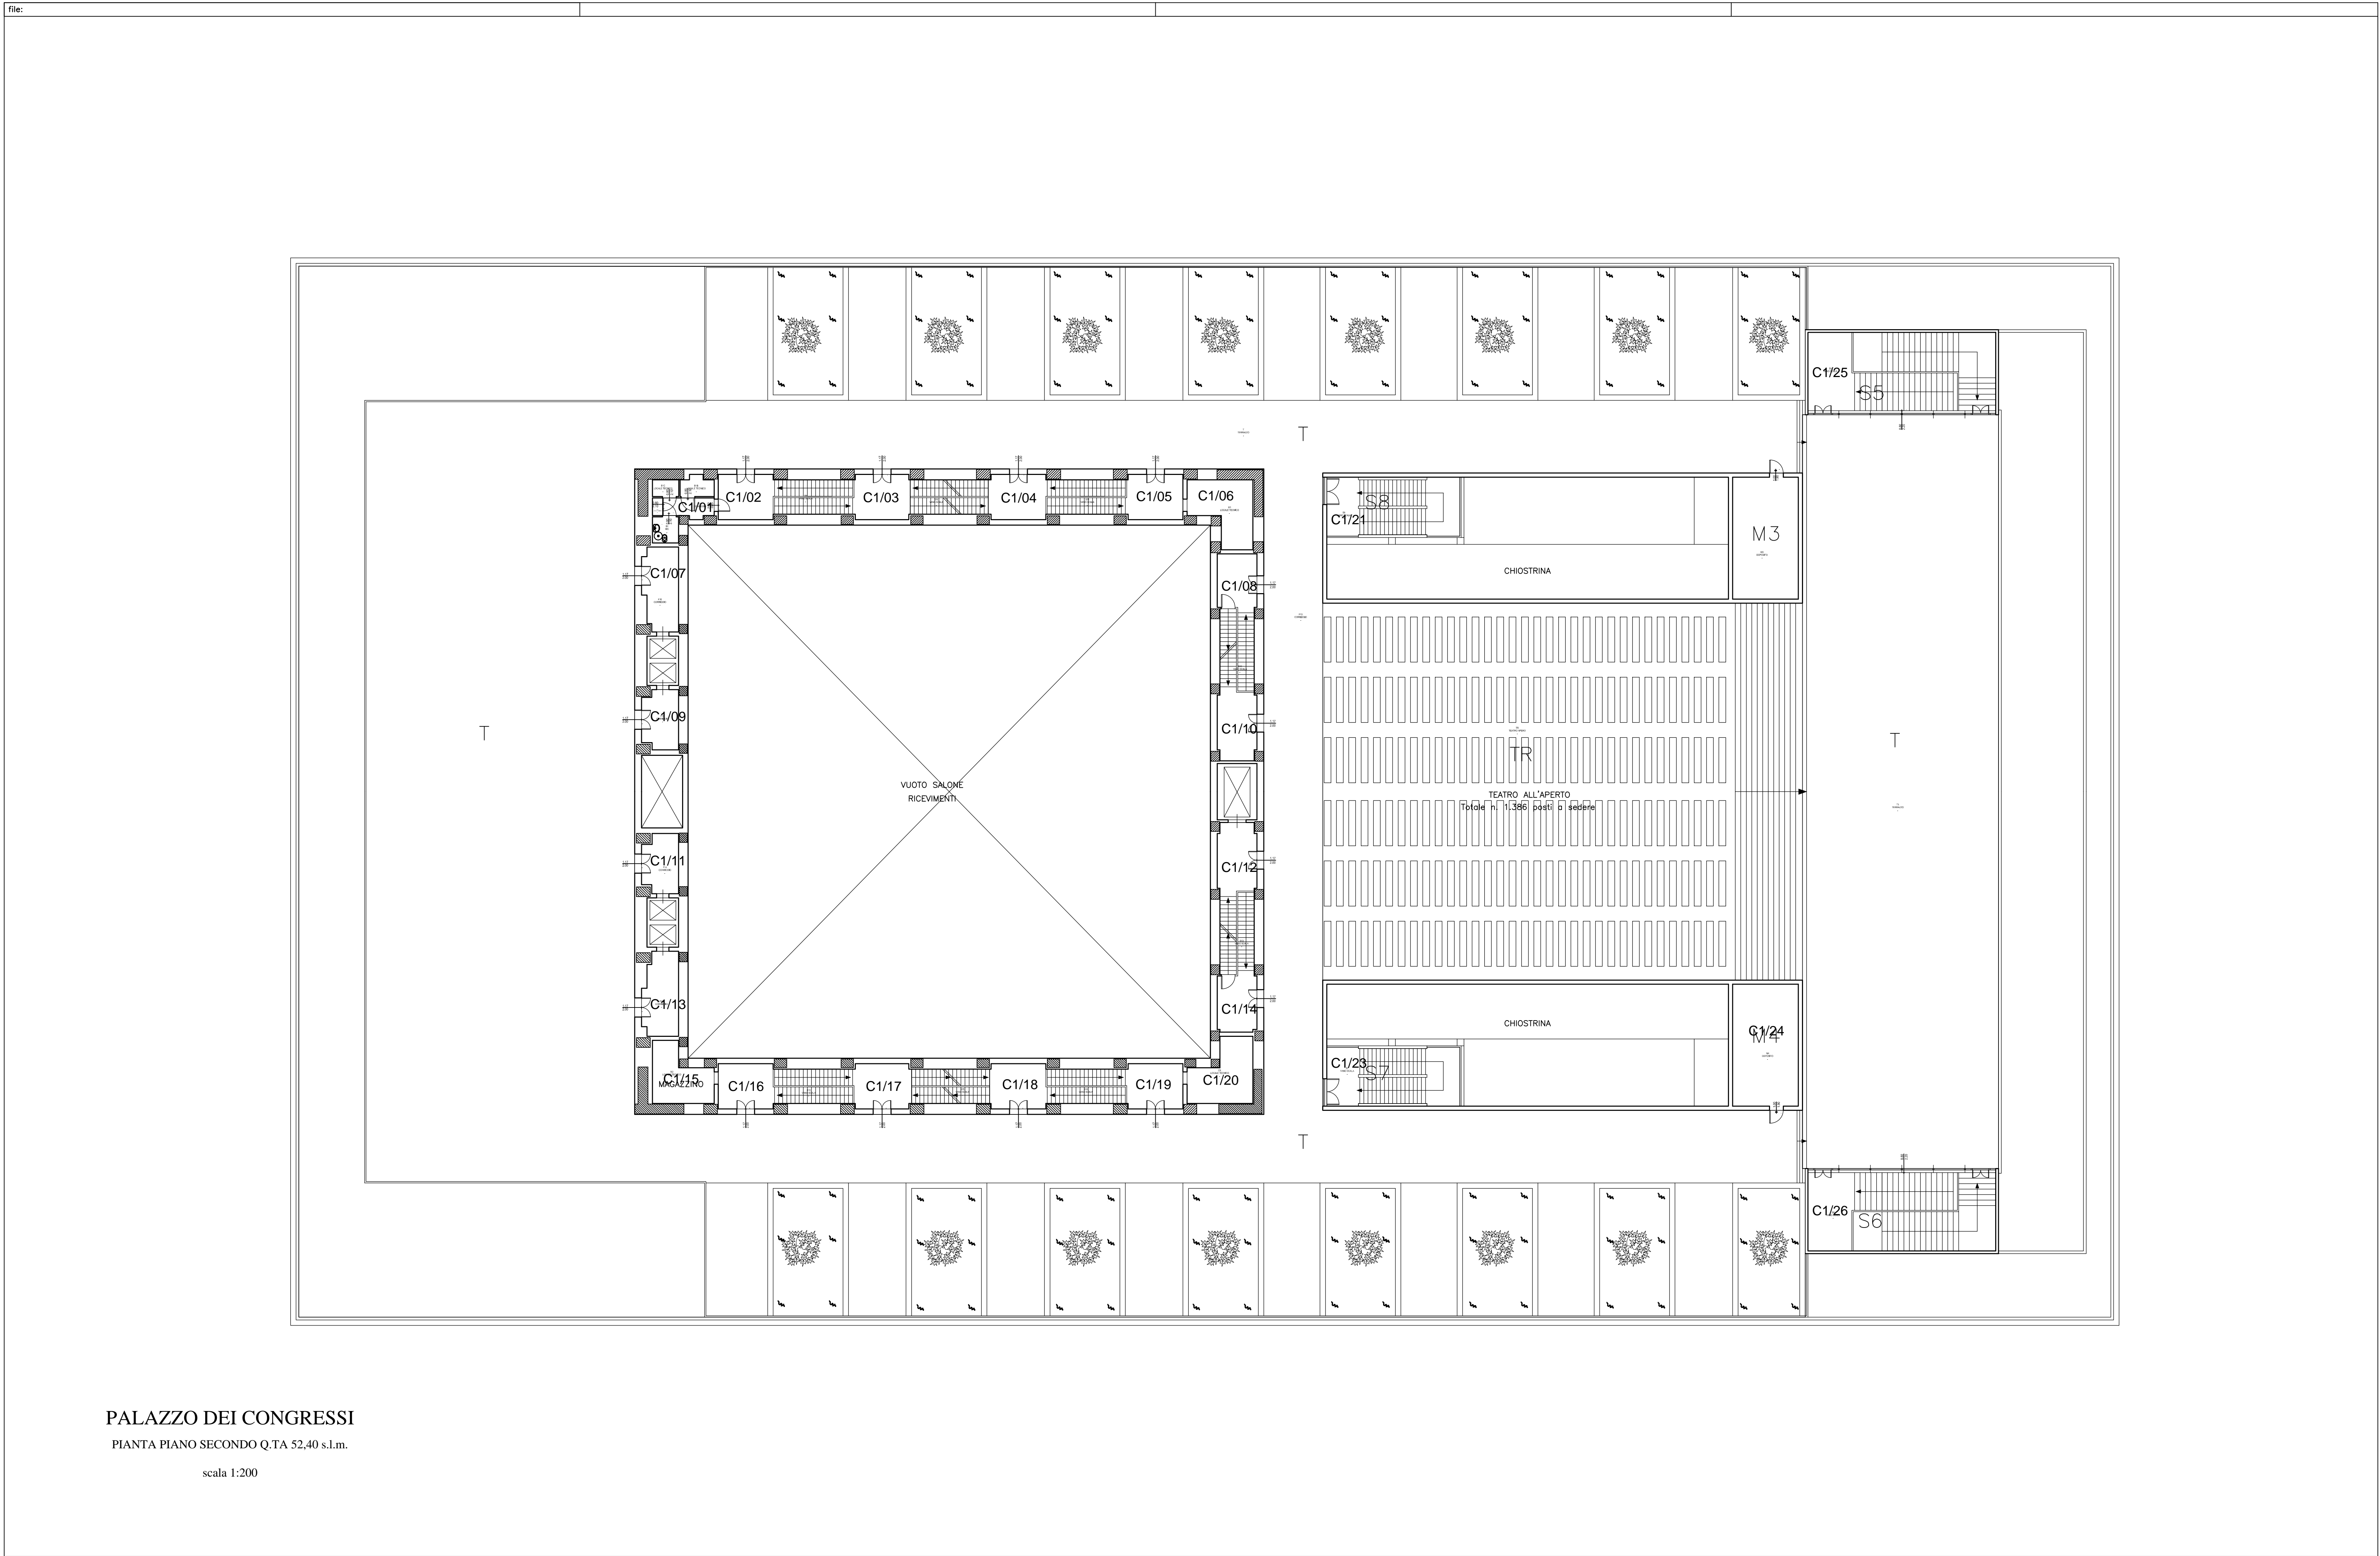 file:
C1/25
S5
T
TERRAZZO
C1/02
C1/03
C1/04
C1/05
C1/06
C1/01
S8
C1/21
M3
CHIOSTRINA
C1/07
C1/08
C1/09
C1/10
T
T
TR
VUOTO SALONE
RICEVIMENTI
TEATRO ALL'APERTO
Totale n. 1.386 posti a sedere
TERRAZZO
C1/11
C1/12
C1/13
C1/14
CHIOSTRINA
C1/24
M4
C1/23
S7
C1/15
MAGAZZINO
C1/16
C1/17
C1/18
C1/19
C1/20
T
C1/26
S6
PALAZZO DEI CONGRESSI
PIANTA PIANO SECONDO Q.TA 52,40 s.l.m.
scala 1:200